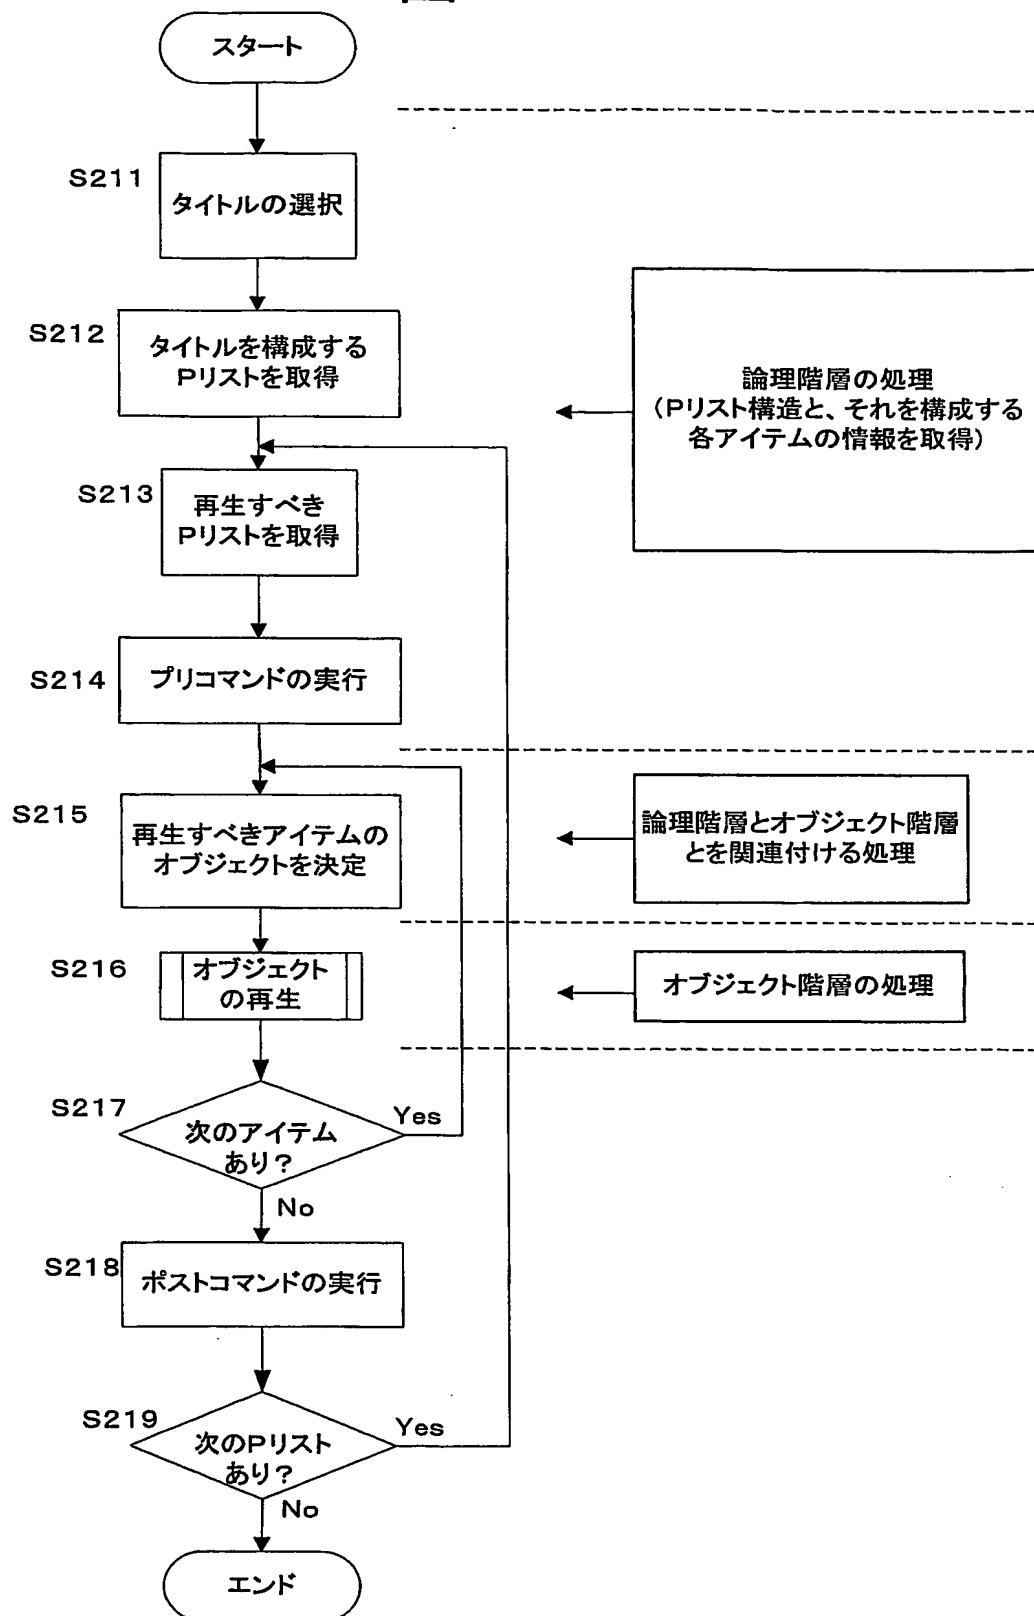 スタート
S211
タイトルの選択
S212
タイトルを構成する
Pリストを取得
論理階層の処理
(Pリスト構造と、それを構成する
各アイテムの情報を取得)
S213
再生すべき
Pリストを取得
S214
プリコマンドの実行
S215
再生すべきアイテムの
オブジェクトを決定
論理階層とオブジェクト階層
とを関連付ける処理
S216
オブジェクト
の再生
オブジェクト階層の処理
S217
次のアイテム
あり?
Yes
No
S218
ポストコマンドの実行
S219
次のPリスト
あり?
Yes
No
エンド